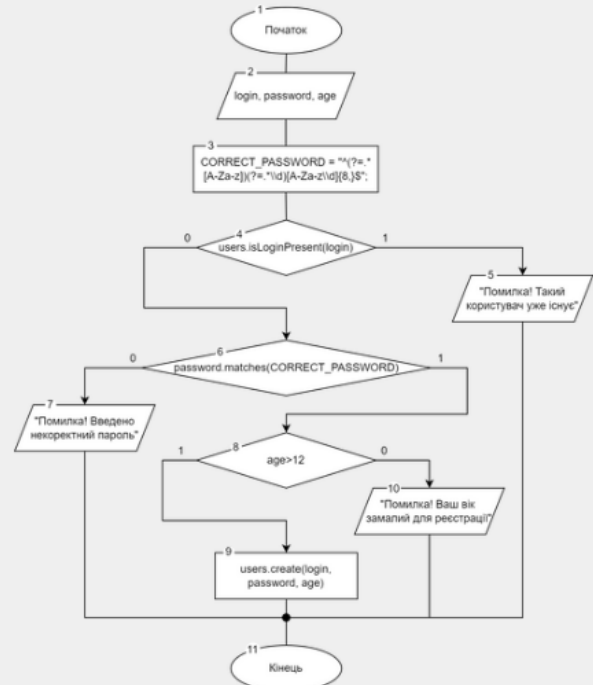 1
Початок
2
login, password, age
3
CORRECT_PASSWORD = "^(?=.*
[A-Za-z])(?=.*\\d)[A-Za-z\\d]{8,}$";
4
0
users.isLoginPresent(login)
1
5
"Помилка! Такий
користувач уже існує"
6
0
password.matches(CORRECT_PASSWORD)
1
7
"Помилка! Введено
некоректний пароль"
8
1
age>12
0
10
"Помилка! Ваш вік
замалий для реєстрації"
9
users.create(login,
password, age)
11
Кінець